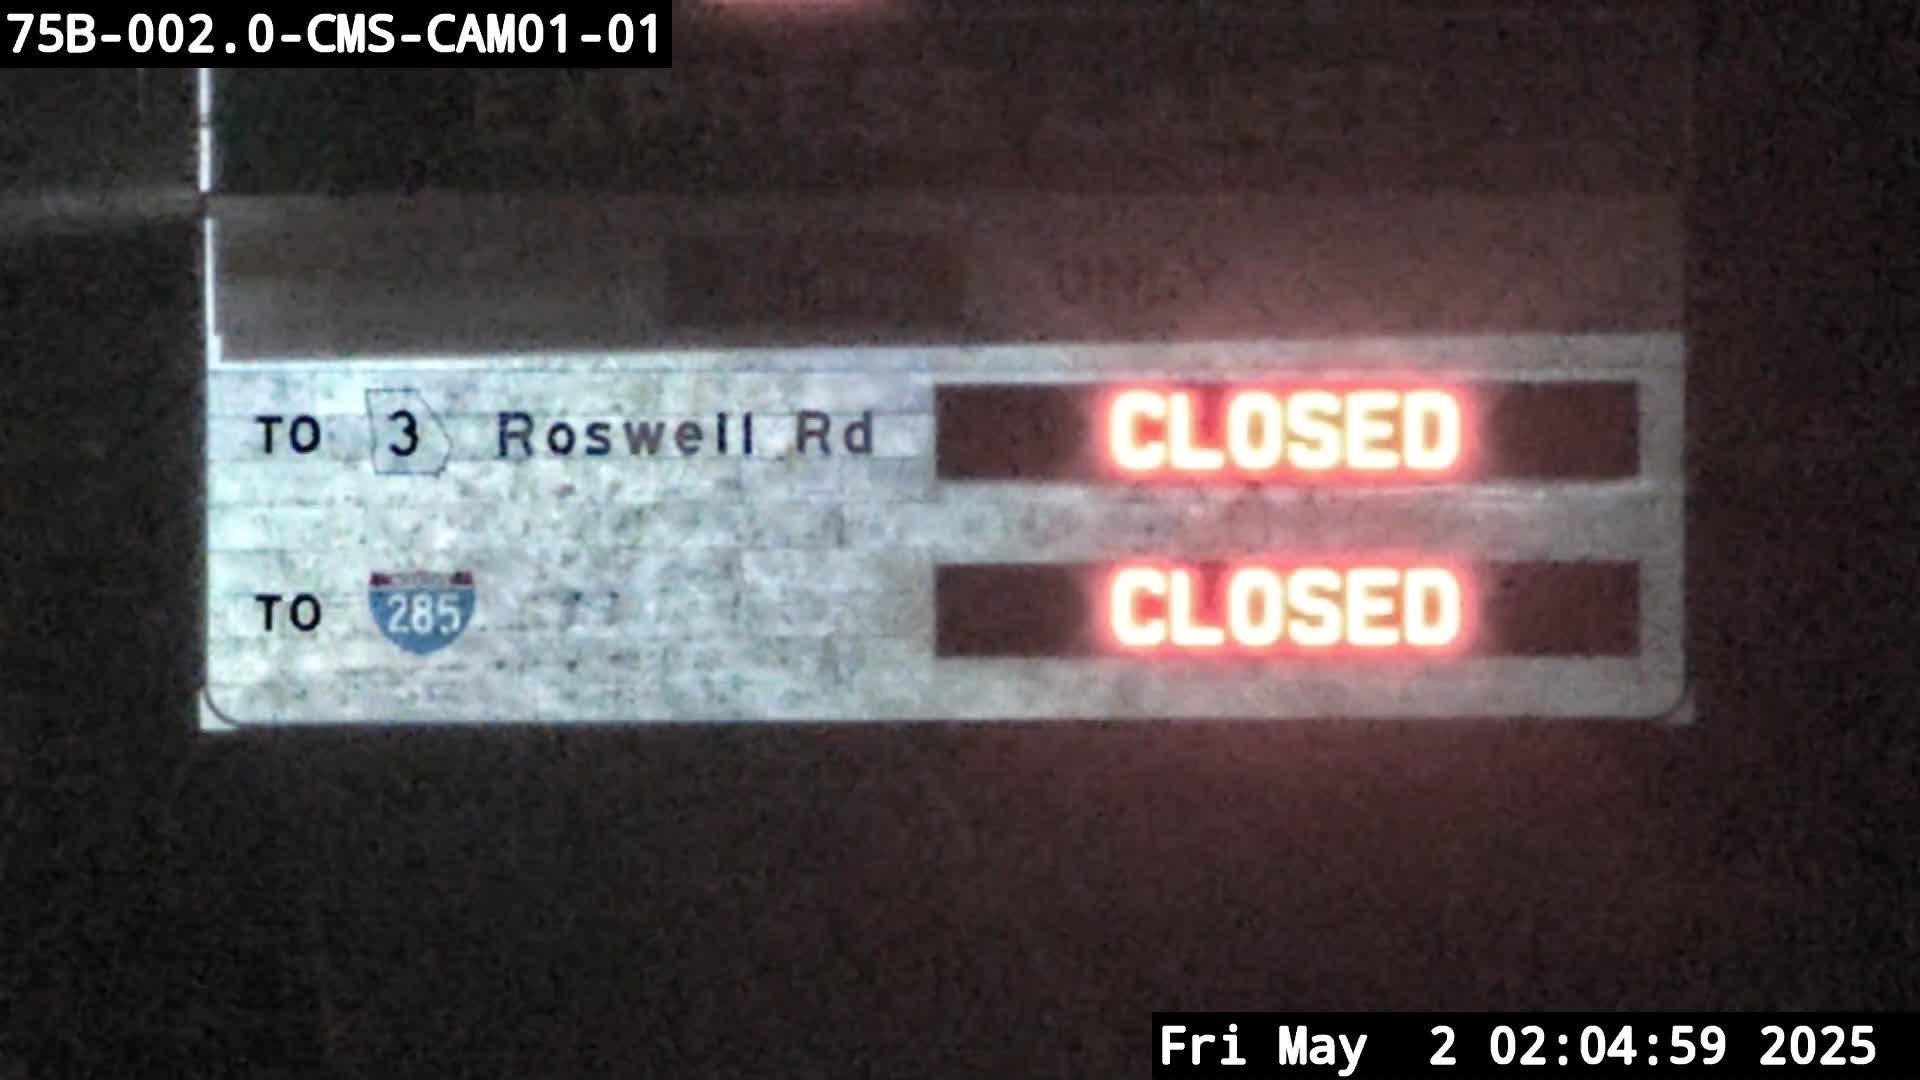 75B-002.0-CMS-CAM01-01
ONLY
TO 3 Roswell Rd CLOSED
TO 285 CLOSED
Fri May 2 02:04:59 2025